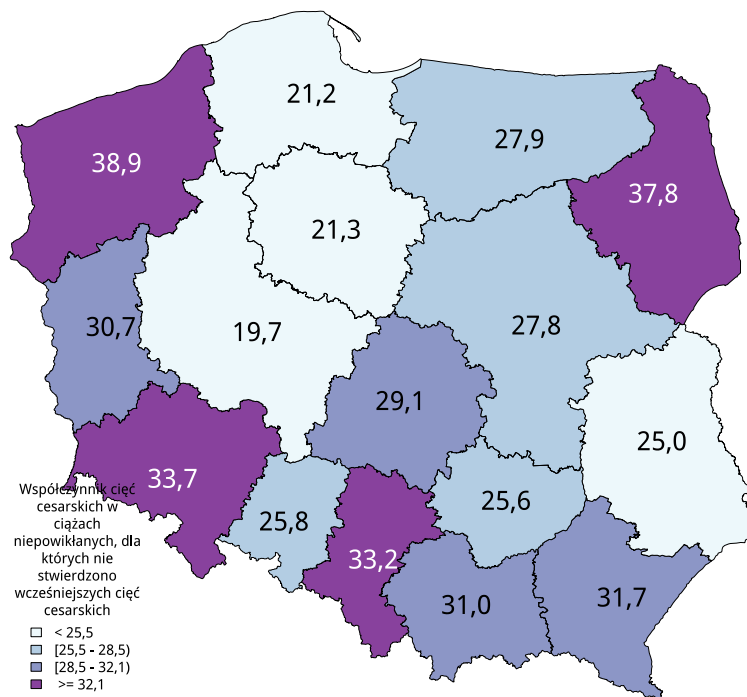 21,2
27,9
38,9
37,8
21,3
30,7
19,7
27,8
29,1
25,0
33,7
25,8
25,6
33,2
31,0
31,7
Współczynnik cięć
cesarskich w
ciążach
niepowikłanych, dla
których nie
stwierdzono
wcześniejszych cięć
cesarskich
< 25,5
[25,5 - 28,5)
[28,5 - 32,1)
>= 32,1